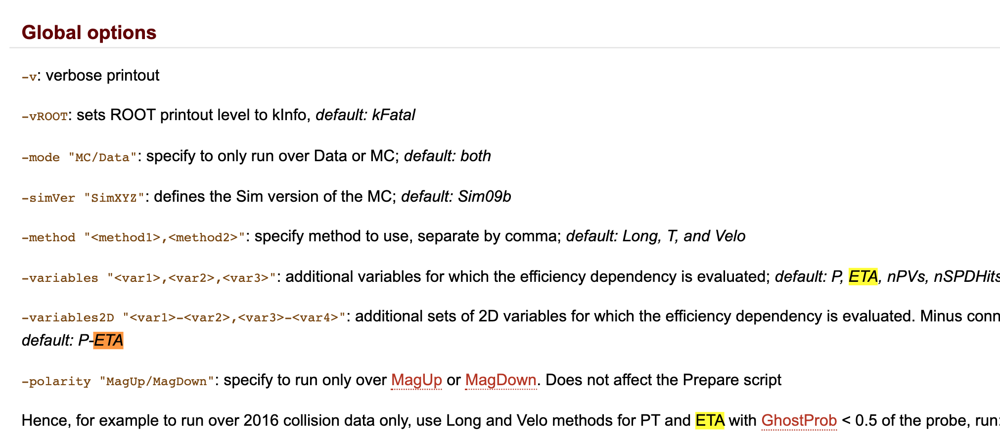 Global options
-v: verbose printout
-vROOT: sets ROOT printout level to kInfo, default: kFatal
-mode "MC/Data": specify to only run over Data or MC; default: both
-simVer "SimXYZ": defines the Sim version of the MC; default: Sim09b
-method "<method1>,<method2>": specify method to use, separate by comma; default: Long, T, and Velo
-variables "<var1>,<var2>,<var3>": additional variables for which the efficiency dependency is evaluated; default: P, ETA, nPVs, nSPDHits
-variables2D "<var1>-<var2>,<var3>-<var4>": additional sets of 2D variables for which the efficiency dependency is evaluated. Minus
default: P-ETA
-polarity "MagUp/MagDown": specify to run only over MagUp or MagDown. Does not affect the Prepare script
Hence, for example to run over 2016 collision data only, use Long and Velo methods for PT and ETA with GhostProb < 0.5 of the probe, run: